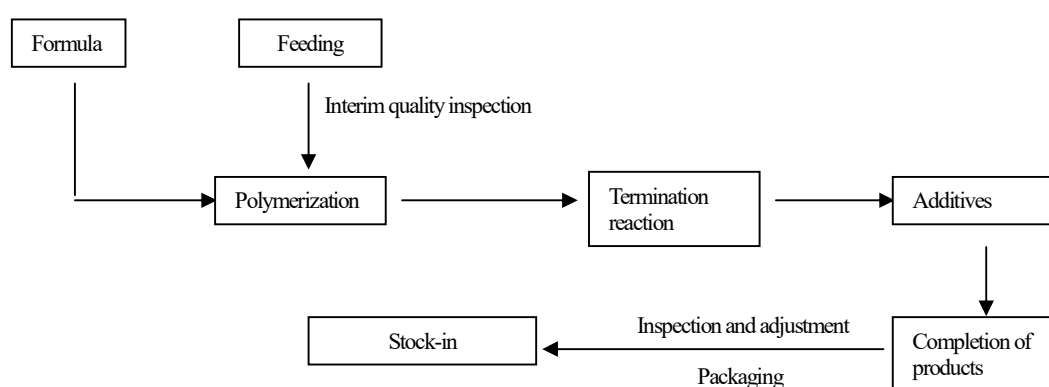 Formula
Feeding
Interim quality inspection
Polymerization
Termination
reaction
Additives
Stock-in
Inspection and adjustment
Packaging
Completion of
products